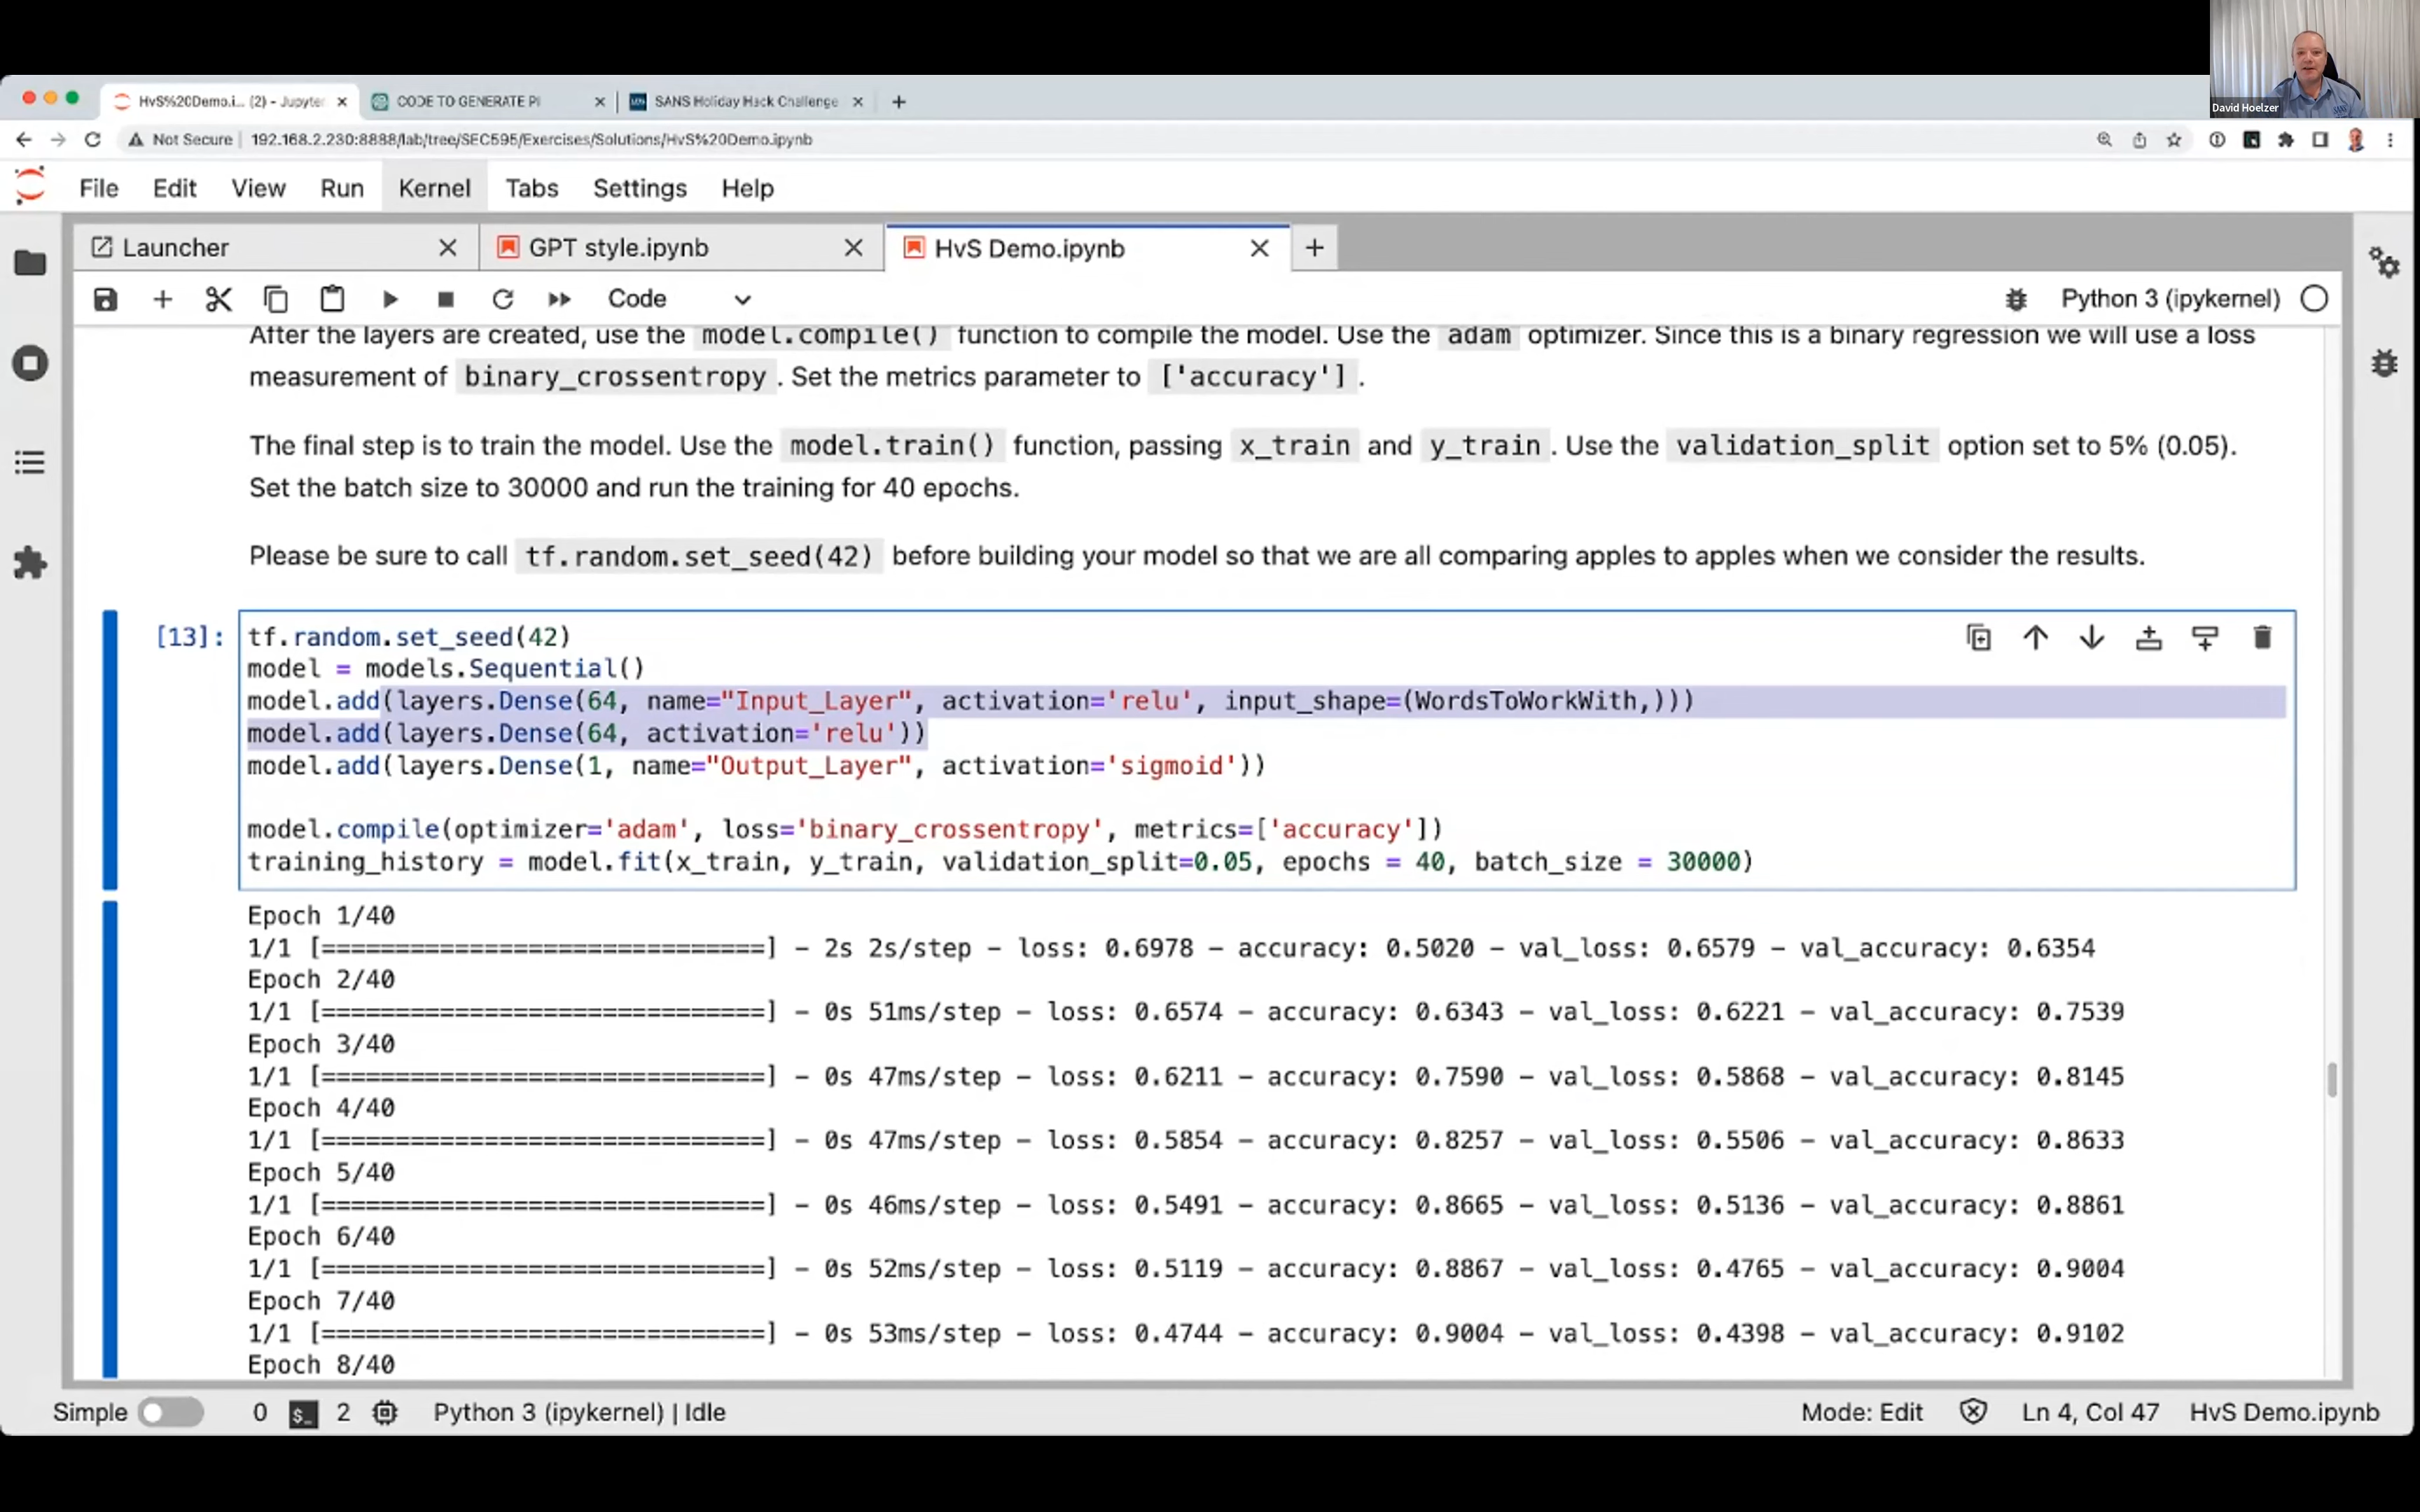 David Hoelzer
HvS%20Demo.i... (2) - Jupyter
CODE TO GENERATE PI
SANS Holiday Hack Challenge
Not Secure | 192.168.2.230:8888/lab/tree/SEC595/Exercises/Solutions/HvS%20Demo.ipynb
File Edit View Run Kernel Tabs Settings Help
Launcher
GPT style.ipynb
HvS Demo.ipynb
Code
Python 3 (ipykernel)
After the layers are created, use the model.compile() function to compile the model. Use the adam optimizer. Since this is a binary regression we will use a loss
measurement of binary_crossentropy . Set the metrics parameter to ['accuracy'] .
The final step is to train the model. Use the model.train() function, passing x_train and y_train . Use the validation_split option set to 5% (0.05).
Set the batch size to 30000 and run the training for 40 epochs.
Please be sure to call tf.random.set_seed(42) before building your model so that we are all comparing apples to apples when we consider the results.
[13]: tf.random.set_seed(42)
model = models.Sequential()
model.add(layers.Dense(64, name="Input_Layer", activation='relu', input_shape=(WordsToWorkWith,)))
model.add(layers.Dense(64, activation='relu'))
model.add(layers.Dense(1, name="Output_Layer", activation='sigmoid'))
model.compile(optimizer='adam', loss='binary_crossentropy', metrics=['accuracy'])
training_history = model.fit(x_train, y_train, validation_split=0.05, epochs = 40, batch_size = 30000)
Epoch 1/40
1/1 [==============================] - 2s 2s/step - loss: 0.6978 - accuracy: 0.5020 - val_loss: 0.6579 - val_accuracy: 0.6354
Epoch 2/40
1/1 [==============================] - 0s 51ms/step - loss: 0.6574 - accuracy: 0.6343 - val_loss: 0.6221 - val_accuracy: 0.7539
Epoch 3/40
1/1 [==============================] - 0s 47ms/step - loss: 0.6211 - accuracy: 0.7590 - val_loss: 0.5868 - val_accuracy: 0.8145
Epoch 4/40
1/1 [==============================] - 0s 47ms/step - loss: 0.5854 - accuracy: 0.8257 - val_loss: 0.5506 - val_accuracy: 0.8633
Epoch 5/40
1/1 [==============================] - 0s 46ms/step - loss: 0.5491 - accuracy: 0.8665 - val_loss: 0.5136 - val_accuracy: 0.8861
Epoch 6/40
1/1 [==============================] - 0s 52ms/step - loss: 0.5119 - accuracy: 0.8867 - val_loss: 0.4765 - val_accuracy: 0.9004
Epoch 7/40
1/1 [==============================] - 0s 53ms/step - loss: 0.4744 - accuracy: 0.9004 - val_loss: 0.4398 - val_accuracy: 0.9102
Epoch 8/40
Simple 0 $_ 2 Python 3 (ipykernel) | Idle Mode: Edit Ln 4, Col 47 HvS Demo.ipynb